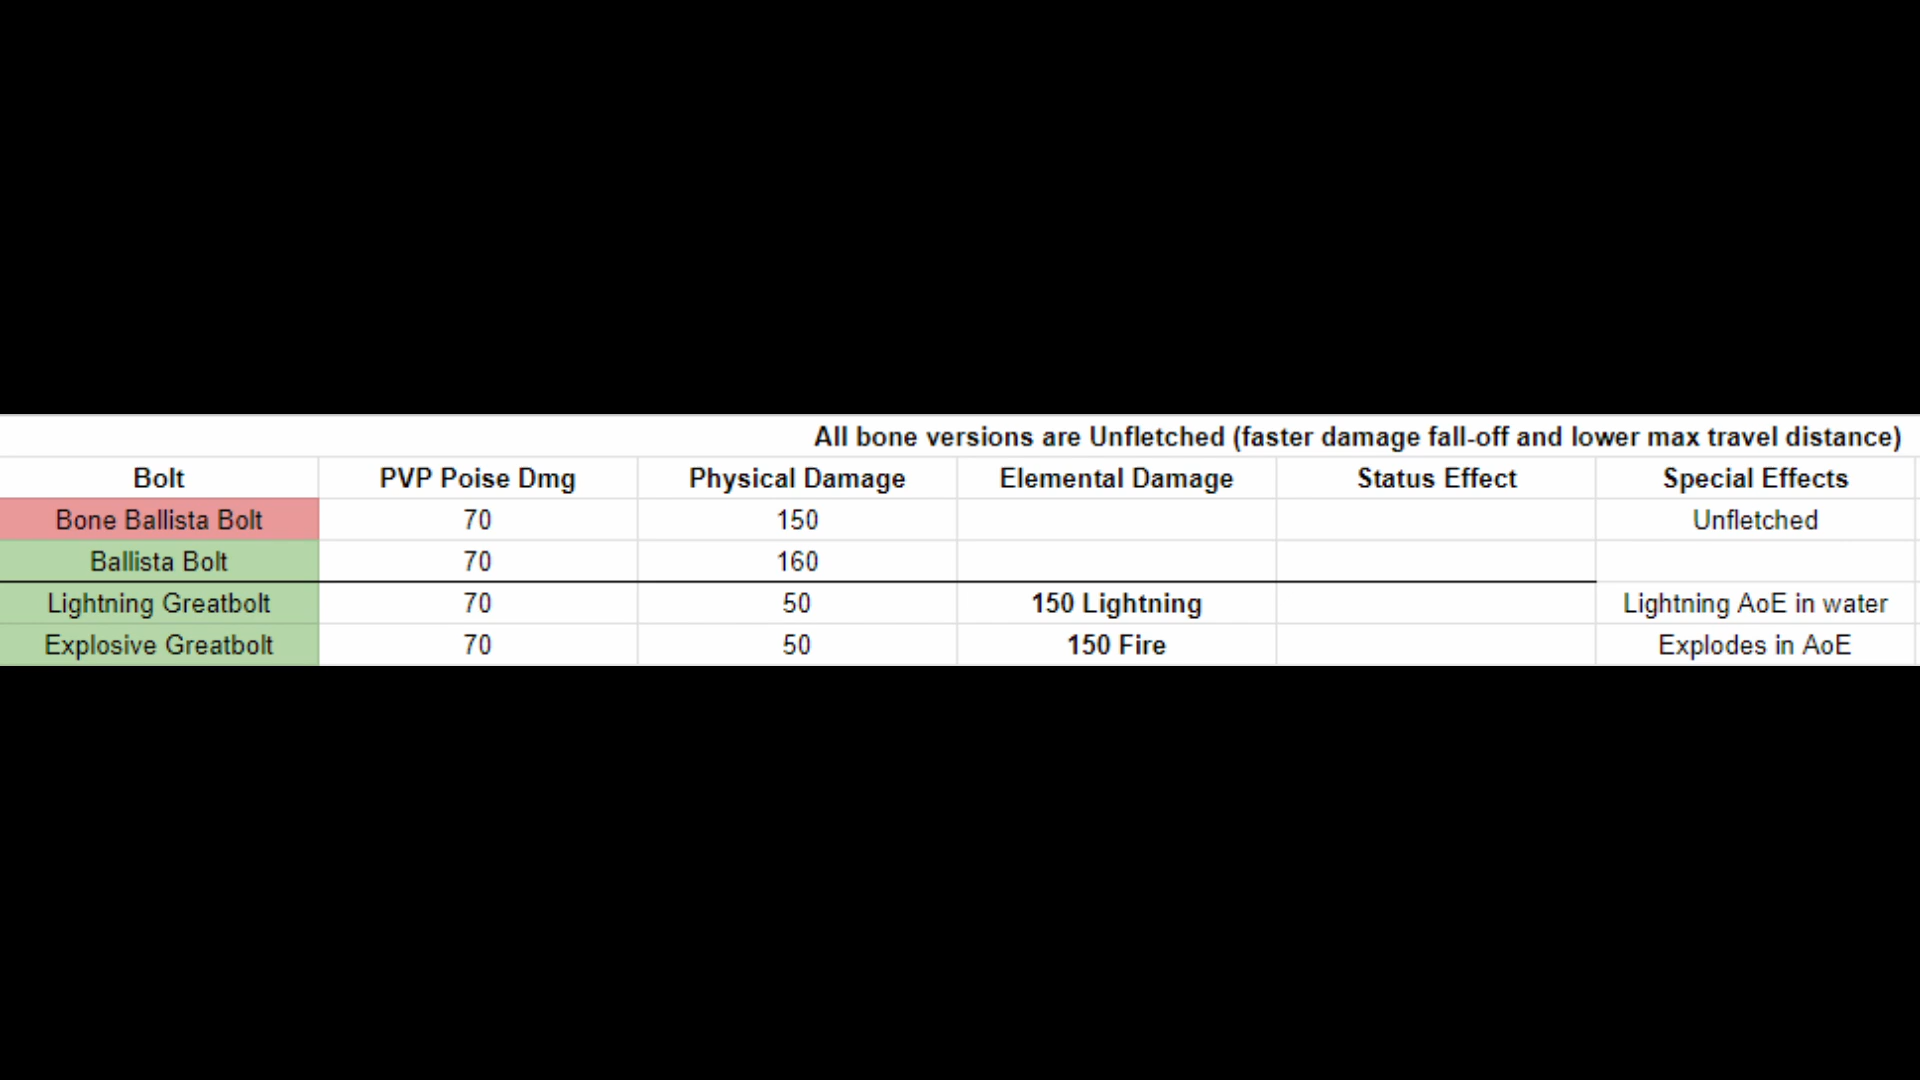 All bone versions are Unfletched (faster damage fall-off and lower max travel distance)
Bolt PVP Poise Dmg Physical Damage Elemental Damage Status Effect Special Effects
Bone Ballista Bolt 70 150 Unfletched
Ballista Bolt 70 160
Lightning Greatbolt 70 50 150 Lightning Lightning AoE in water
Explosive Greatbolt 70 50 150 Fire Explodes in AoE